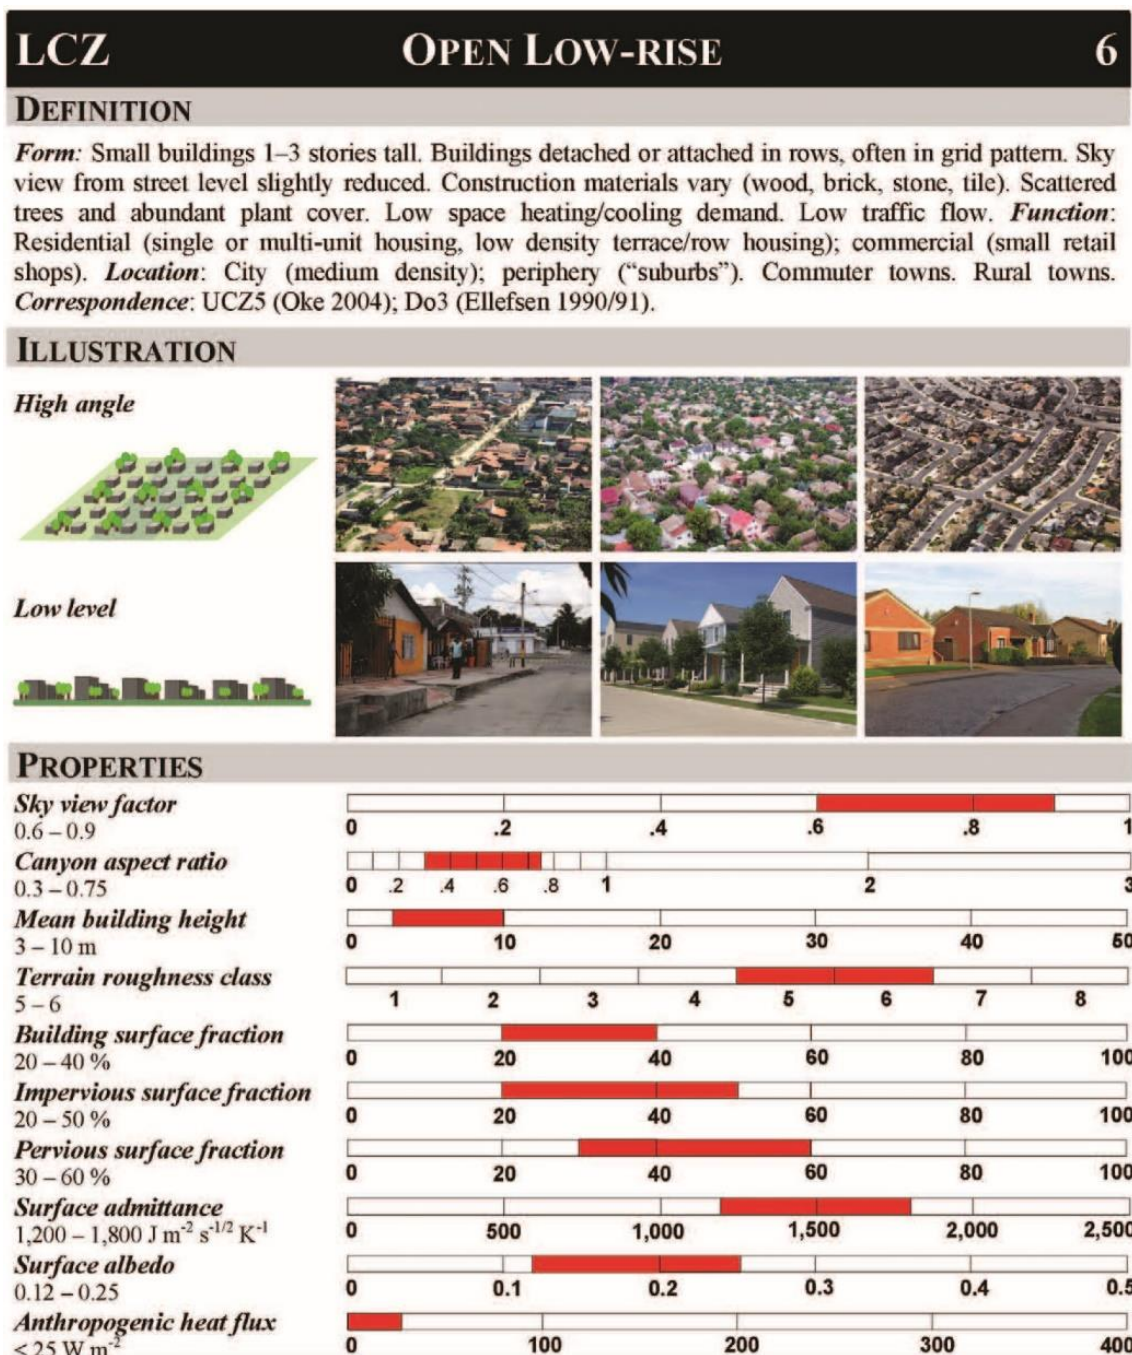 LCZ OPEN LOW-RISE 6
DEFINITION
Form: Small buildings 1–3 stories tall. Buildings detached or attached in rows, often in grid pattern. Sky
view from street level slightly reduced. Construction materials vary (wood, brick, stone, tile). Scattered
trees and abundant plant cover. Low space heating/cooling demand. Low traffic flow. Function:
Residential (single or multi-unit housing, low density terrace/row housing); commercial (small retail
shops). Location: City (medium density); periphery (“suburbs”). Commuter towns. Rural towns.
Correspondence: UCZ5 (Oke 2004); Do3 (Ellefsen 1990/91).
ILLUSTRATION
High angle
Low level
PROPERTIES
Sky view factor
0.6 – 0.9
0 .2 .4 .6 .8 1
Canyon aspect ratio
0.3 – 0.75
0 .2 .4 .6 .8 1 2 3
Mean building height
3 – 10 m
0 10 20 30 40 50
Terrain roughness class
5 – 6
1 2 3 4 5 6 7 8
Building surface fraction
20 – 40 %
0 20 40 60 80 100
Impervious surface fraction
20 – 50 %
0 20 40 60 80 100
Pervious surface fraction
30 – 60 %
0 20 40 60 80 100
Surface admittance
1,200 – 1,800 J m⁻² s⁻¹/² K⁻¹
0 500 1,000 1,500 2,000 2,500
Surface albedo
0.12 – 0.25
0 0.1 0.2 0.3 0.4 0.5
Anthropogenic heat flux
< 25 W m⁻²
0 100 200 300 400